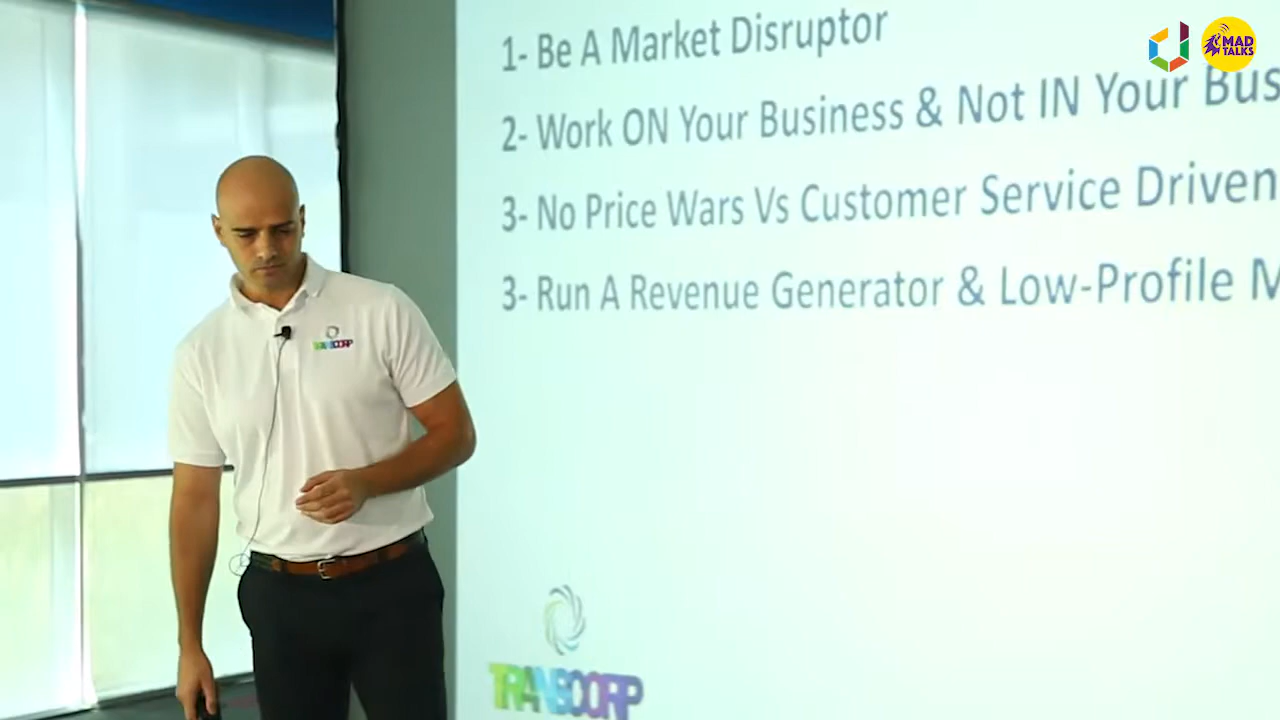 1- Be A Market Disruptor
2- Work ON Your Business & Not IN Your Bus
3- No Price Wars Vs Customer Service Driven
3- Run A Revenue Generator & Low-Profile M
MAD
TALKS
TRANSCORP
TRANSCORP